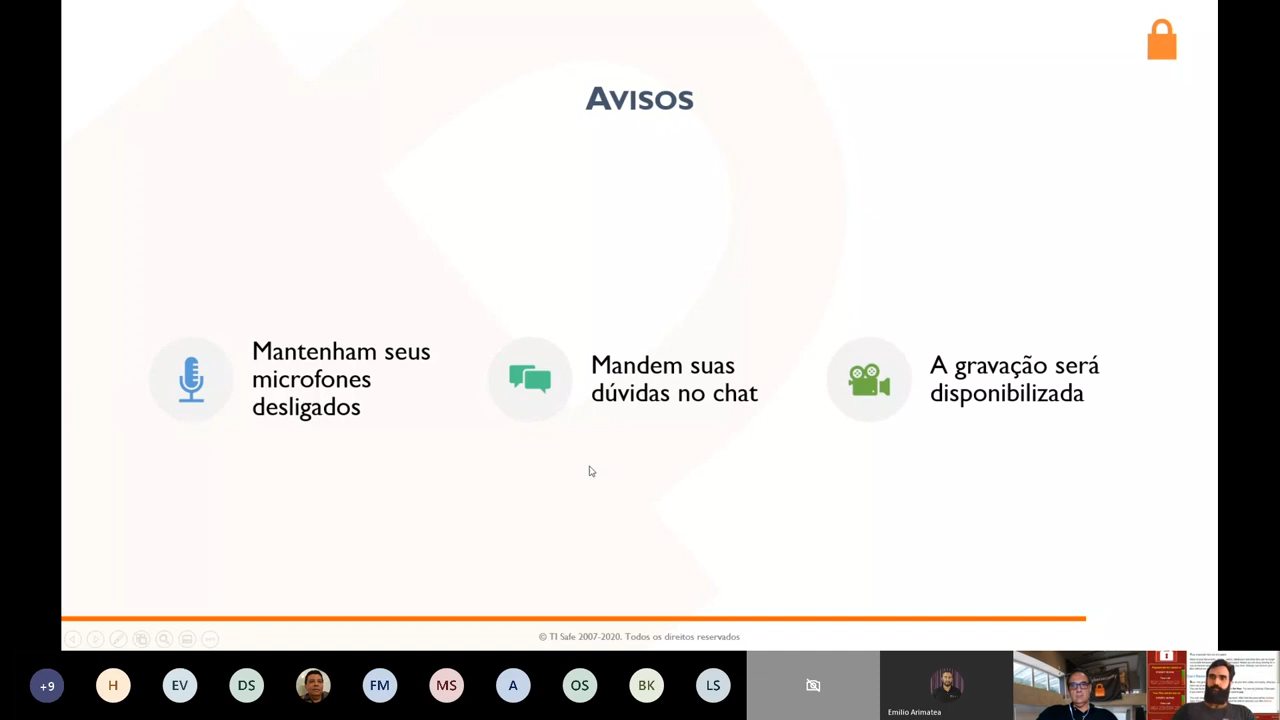 AVISOS
Mantenham seus
microfones
desligados
Mandem suas
dúvidas no chat
A gravação será
disponibilizada
© TI Safe 2007-2020. Todos os direitos reservados
+9
H
EV
DS
FM
A
OS
BK
LS
Emilio Arimatea